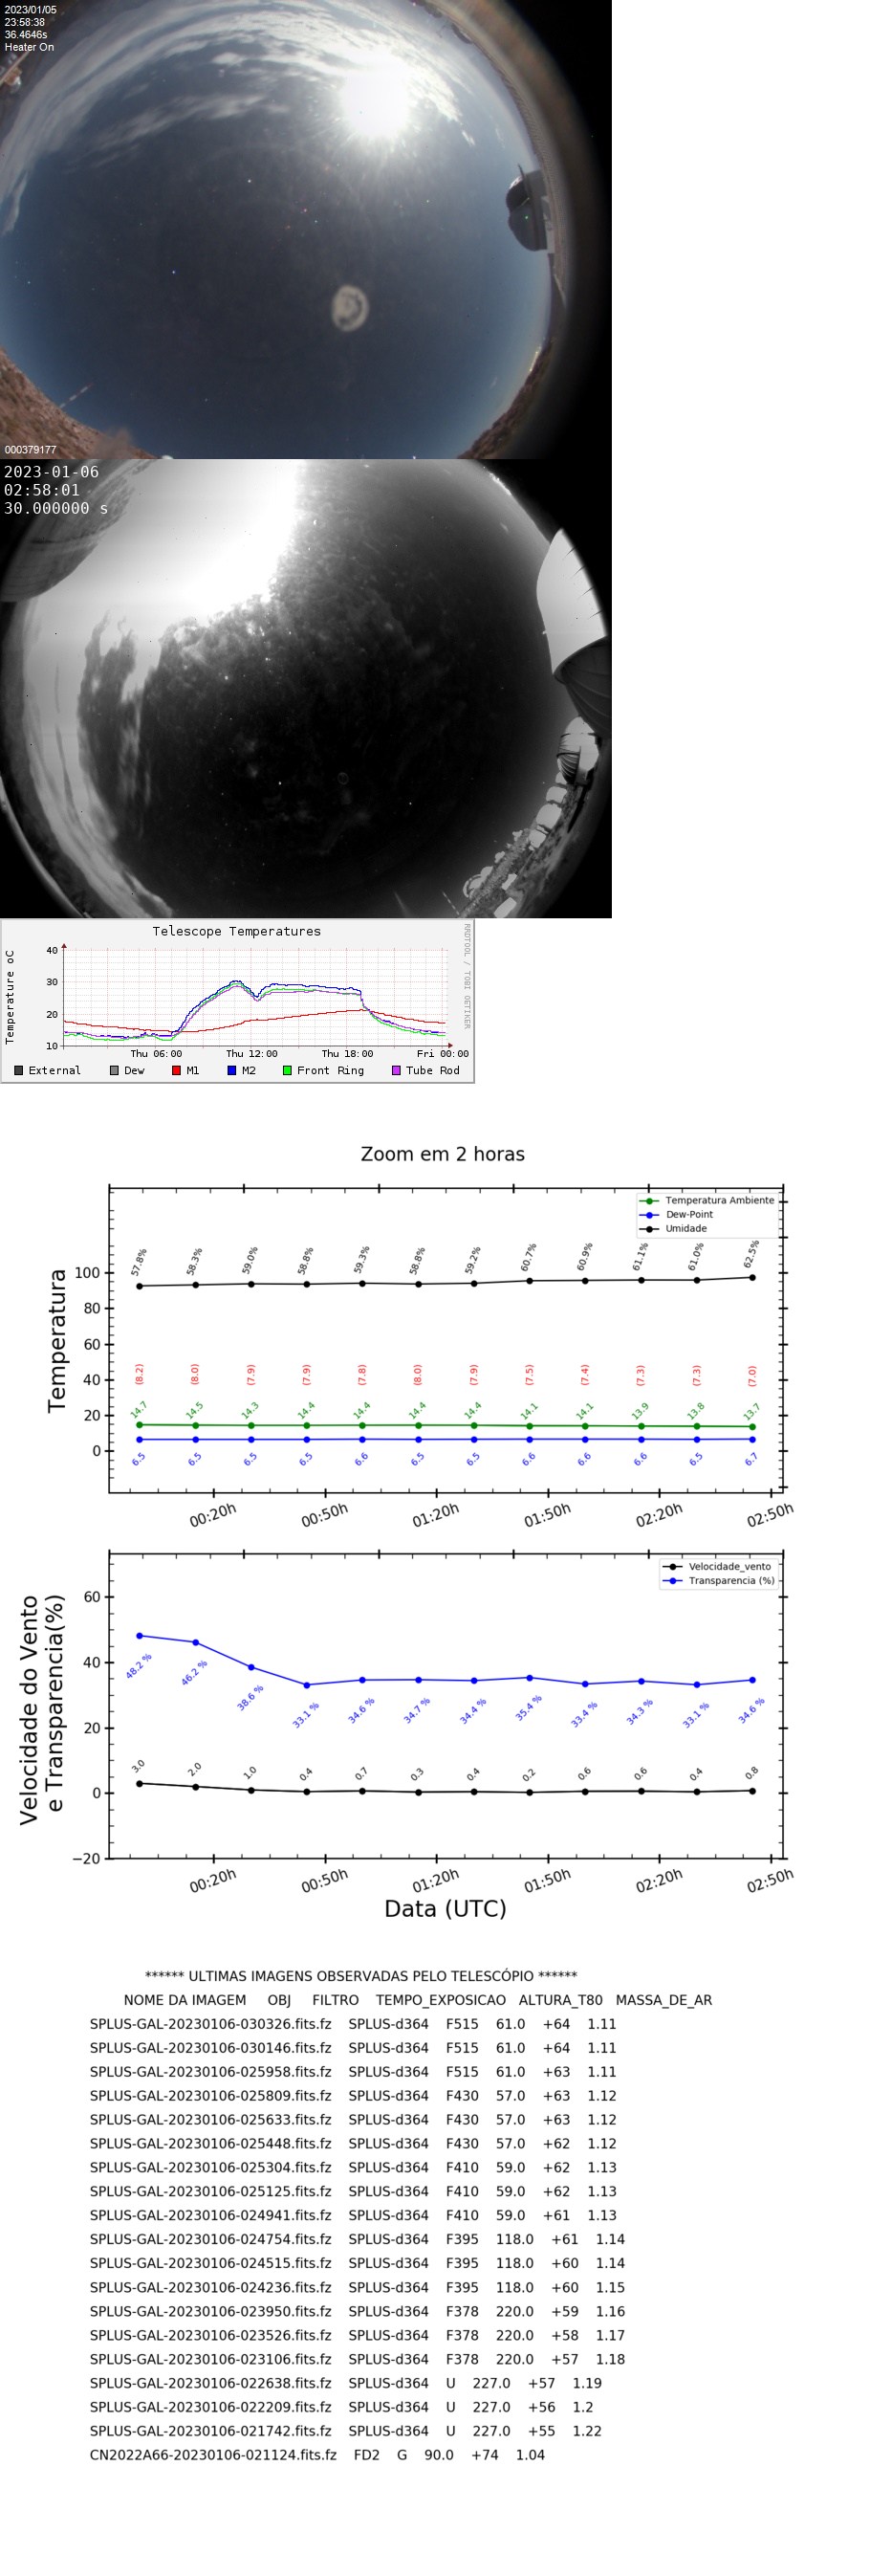 2023/01/05
23:58:38
36.4646s
Heater On
000379177
2023-01-06
02:58:01
30.000000 s
Telescope Temperatures
Temperature oC
RRDTOOL / TOBI OETIKER
40
30
20
10
Thu 06:00 Thu 12:00 Thu 18:00 Fri 00:00
External Dew M1 M2 Front Ring Tube Rod
Zoom em 2 horas
Temperatura Ambiente
Dew-Point
Umidade
Temperatura
100
80
60
40
20
0
57.8% 58.3% 59.0% 58.8% 59.3% 58.8% 59.2% 60.7% 60.9% 61.1% 61.0% 62.5%
(8.2) (8.0) (7.9) (7.9) (7.8) (8.0) (7.9) (7.5) (7.4) (7.3) (7.3) (7.0)
14.7 14.5 14.3 14.4 14.4 14.4 14.4 14.1 14.1 13.9 13.8 13.7
6.5 6.5 6.5 6.5 6.6 6.5 6.5 6.6 6.6 6.6 6.5 6.7
00:20h 00:50h 01:20h 01:50h 02:20h 02:50h
Velocidade_vento
Transparencia (%)
Velocidade do Vento
e Transparencia(%)
60
40
20
0
−20
48.2 % 46.2 % 38.6 % 33.1 % 34.6 % 34.7 % 34.4 % 35.4 % 33.4 % 34.3 % 33.1 % 34.6 %
3.0 2.0 1.0 0.4 0.7 0.3 0.4 0.2 0.6 0.6 0.4 0.8
00:20h 00:50h 01:20h 01:50h 02:20h 02:50h
Data (UTC)
****** ULTIMAS IMAGENS OBSERVADAS PELO TELESCÓPIO ******
NOME DA IMAGEM OBJ FILTRO TEMPO_EXPOSICAO ALTURA_T80 MASSA_DE_AR
SPLUS-GAL-20230106-030326.fits.fz SPLUS-d364 F515 61.0 +64 1.11
SPLUS-GAL-20230106-030146.fits.fz SPLUS-d364 F515 61.0 +64 1.11
SPLUS-GAL-20230106-025958.fits.fz SPLUS-d364 F515 61.0 +63 1.11
SPLUS-GAL-20230106-025809.fits.fz SPLUS-d364 F430 57.0 +63 1.12
SPLUS-GAL-20230106-025633.fits.fz SPLUS-d364 F430 57.0 +63 1.12
SPLUS-GAL-20230106-025448.fits.fz SPLUS-d364 F430 57.0 +62 1.12
SPLUS-GAL-20230106-025304.fits.fz SPLUS-d364 F410 59.0 +62 1.13
SPLUS-GAL-20230106-025125.fits.fz SPLUS-d364 F410 59.0 +62 1.13
SPLUS-GAL-20230106-024941.fits.fz SPLUS-d364 F410 59.0 +61 1.13
SPLUS-GAL-20230106-024754.fits.fz SPLUS-d364 F395 118.0 +61 1.14
SPLUS-GAL-20230106-024515.fits.fz SPLUS-d364 F395 118.0 +60 1.14
SPLUS-GAL-20230106-024236.fits.fz SPLUS-d364 F395 118.0 +60 1.15
SPLUS-GAL-20230106-023950.fits.fz SPLUS-d364 F378 220.0 +59 1.16
SPLUS-GAL-20230106-023526.fits.fz SPLUS-d364 F378 220.0 +58 1.17
SPLUS-GAL-20230106-023106.fits.fz SPLUS-d364 F378 220.0 +57 1.18
SPLUS-GAL-20230106-022638.fits.fz SPLUS-d364 U 227.0 +57 1.19
SPLUS-GAL-20230106-022209.fits.fz SPLUS-d364 U 227.0 +56 1.2
SPLUS-GAL-20230106-021742.fits.fz SPLUS-d364 U 227.0 +55 1.22
CN2022A66-20230106-021124.fits.fz FD2 G 90.0 +74 1.04